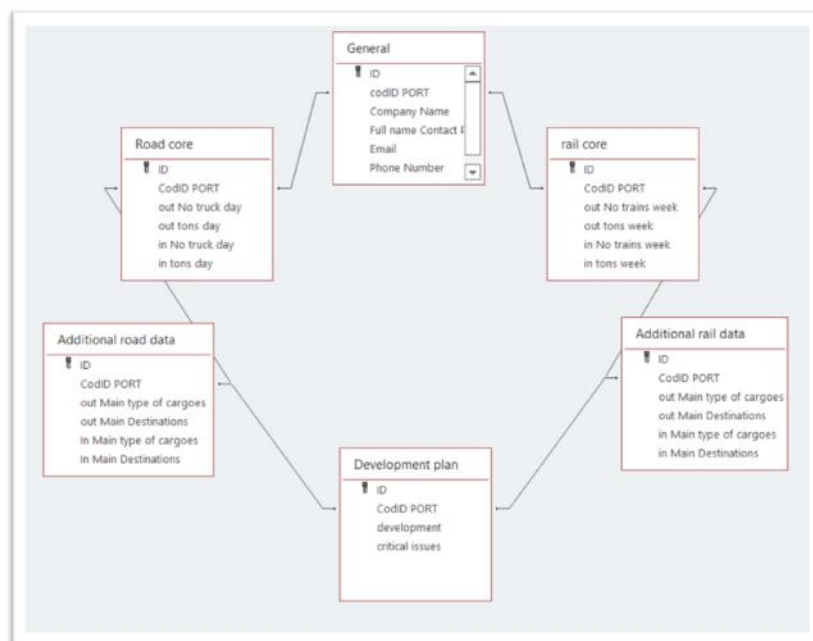 General
ID
codID PORT
Company Name
Full name Contact
Email
Phone Number
Road core
ID
CodID PORT
out No truck day
out tons day
in No truck day
in tons day
rail core
ID
CodID PORT
out No trains week
out tons week
in No trains week
in tons week
Additional road data
ID
CodID PORT
out Main type of cargoes
out Main Destinations
In Main type of cargoes
In Main Destinations
Additional rail data
ID
CodID PORT
out Main type of cargoes
out Main Destinations
in Main type of cargoes
in Main Destinations
Development plan
ID
CodID PORT
development
critical issues